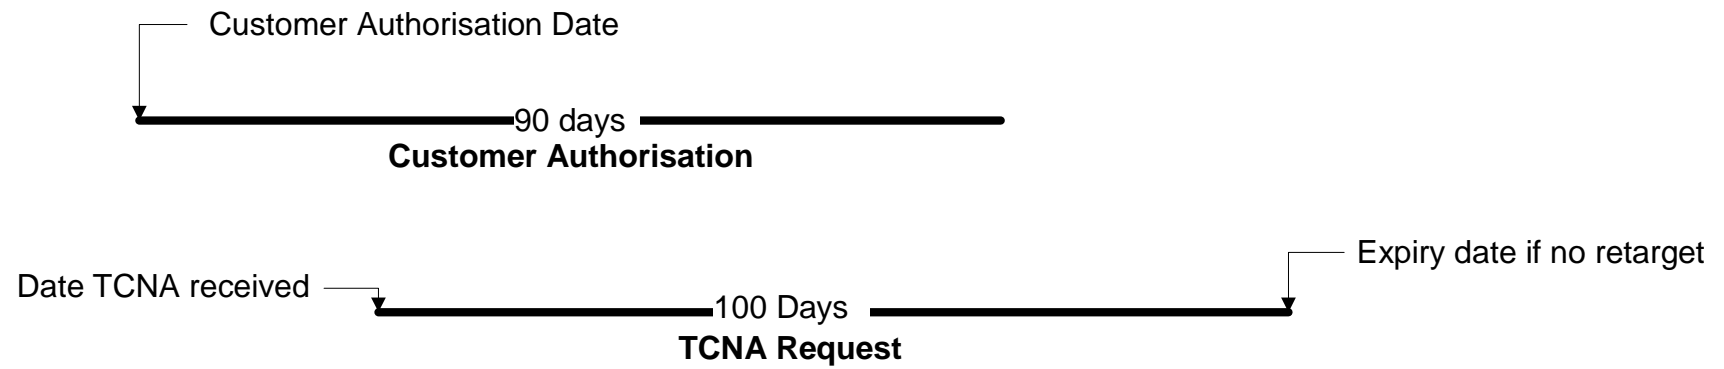 Customer Authorisation Date
90 days
Customer Authorisation
Expiry date if no retarget
Date TCNA received
100 Days
TCNA Request